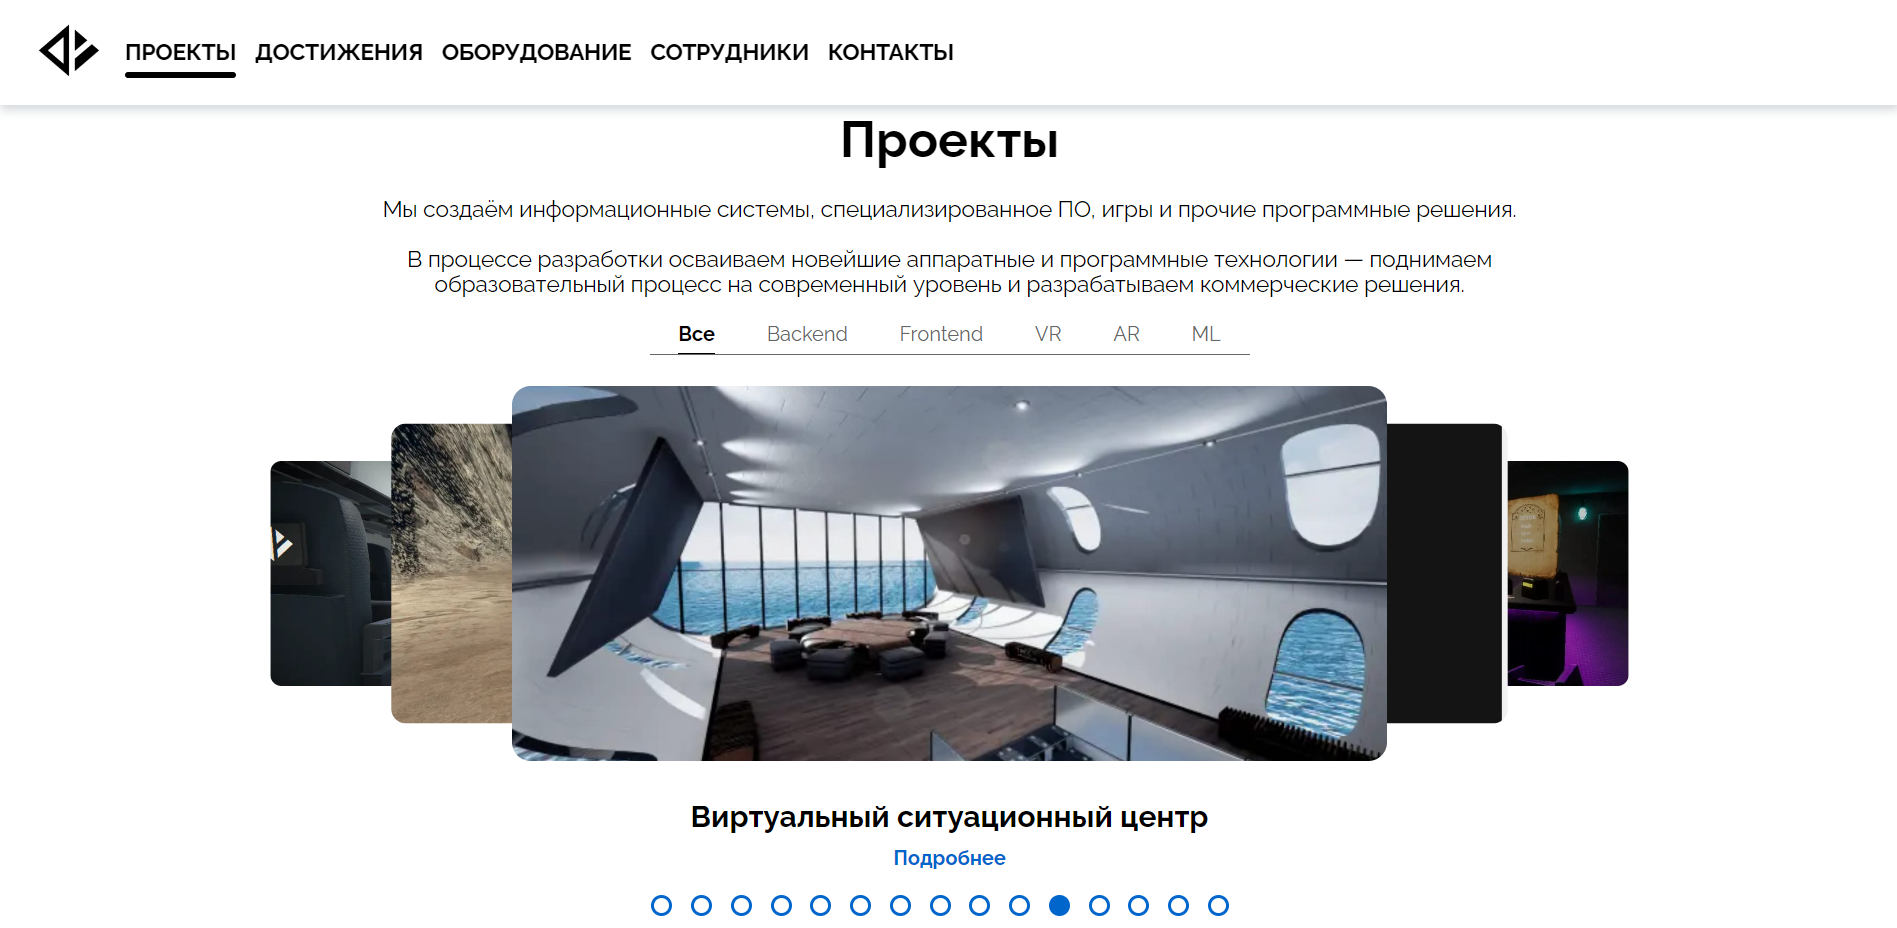 ПРОЕКТЫ ДОСТИЖЕНИЯ ОБОРУДОВАНИЕ СОТРУДНИКИ КОНТАКТЫ
Проекты
Мы создаём информационные системы, специализированное ПО, игры и прочие программные решения.
В процессе разработки осваиваем новейшие аппаратные и программные технологии — поднимаем
образовательный процесс на современный уровень и разрабатываем коммерческие решения.
Все Backend Frontend VR AR ML
Виртуальный ситуационный центр
Подробнее